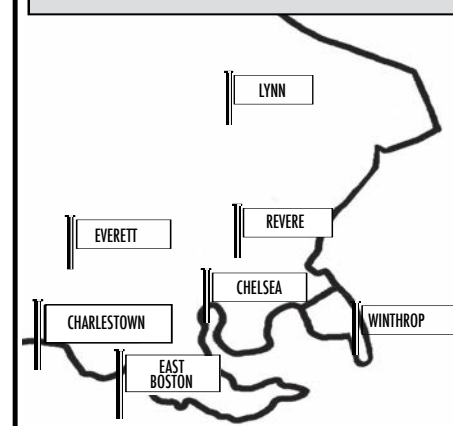 LYNN
REVERE
EVERETT
CHELSEA
CHARLESTOWN
WINTHROP
EAST
BOSTON